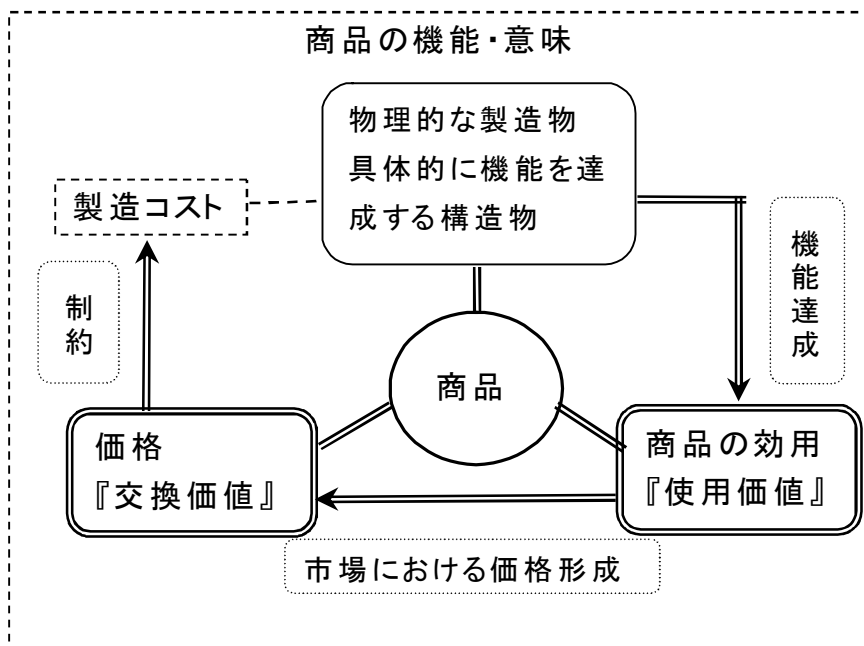 商品の機能・意味
物理的な製造物
具体的に機能を達
成する構造物
製造コスト
機能達成
制約
商品
価格
『交換価値』
商品の効用
『使用価値』
市場における価格形成